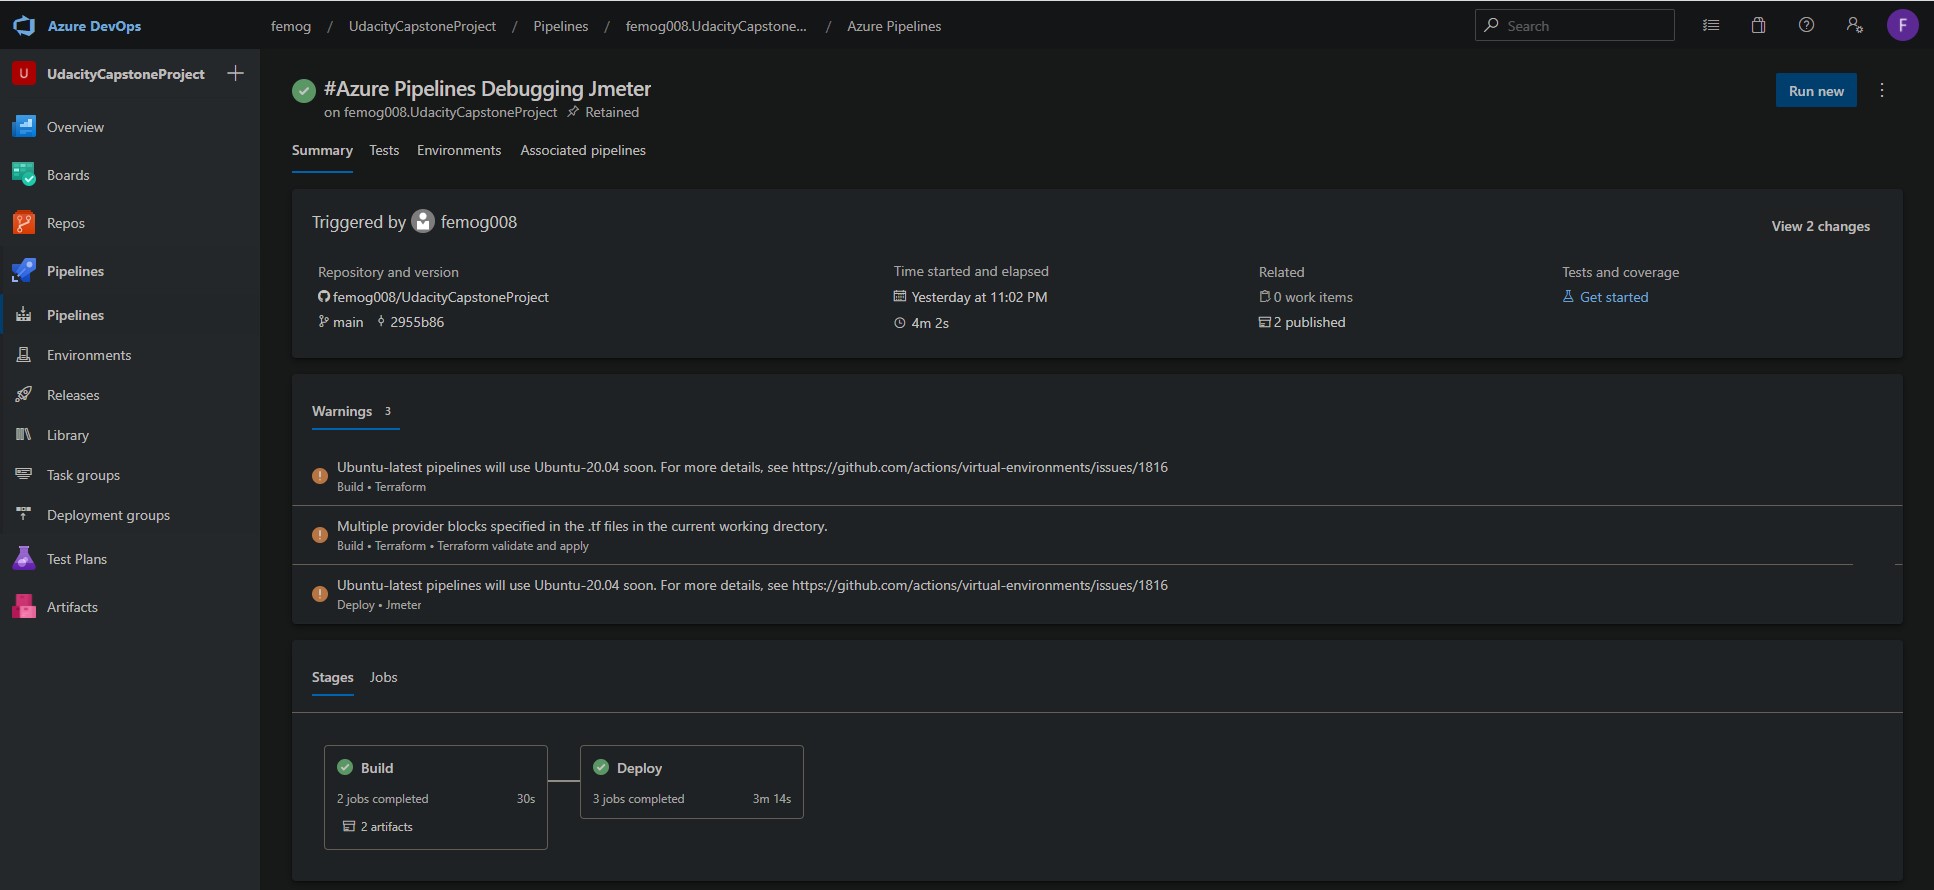 Azure DevOps
femog / UdacityCapstoneProject / Pipelines / femog008.UdacityCapstone... / Azure Pipelines
Search
F
U UdacityCapstoneProject
Overview
Boards
Repos
Pipelines
Pipelines
Environments
Releases
Library
Task groups
Deployment groups
Test Plans
Artifacts
#Azure Pipelines Debugging Jmeter
on femog008.UdacityCapstoneProject Retained
Run new
Summary Tests Environments Associated pipelines
Triggered by femog008
View 2 changes
Repository and version
femog008/UdacityCapstoneProject
main 2955b86
Time started and elapsed
Yesterday at 11:02 PM
4m 2s
Related
0 work items
2 published
Tests and coverage
Get started
Warnings 3
Ubuntu-latest pipelines will use Ubuntu-20.04 soon. For more details, see https://github.com/actions/virtual-environments/issues/1816
Build • Terraform
Multiple provider blocks specified in the .tf files in the current working drectory.
Build • Terraform • Terraform validate and apply
Ubuntu-latest pipelines will use Ubuntu-20.04 soon. For more details, see https://github.com/actions/virtual-environments/issues/1816
Deploy • Jmeter
Stages Jobs
Build
2 jobs completed 30s
2 artifacts
Deploy
3 jobs completed 3m 14s